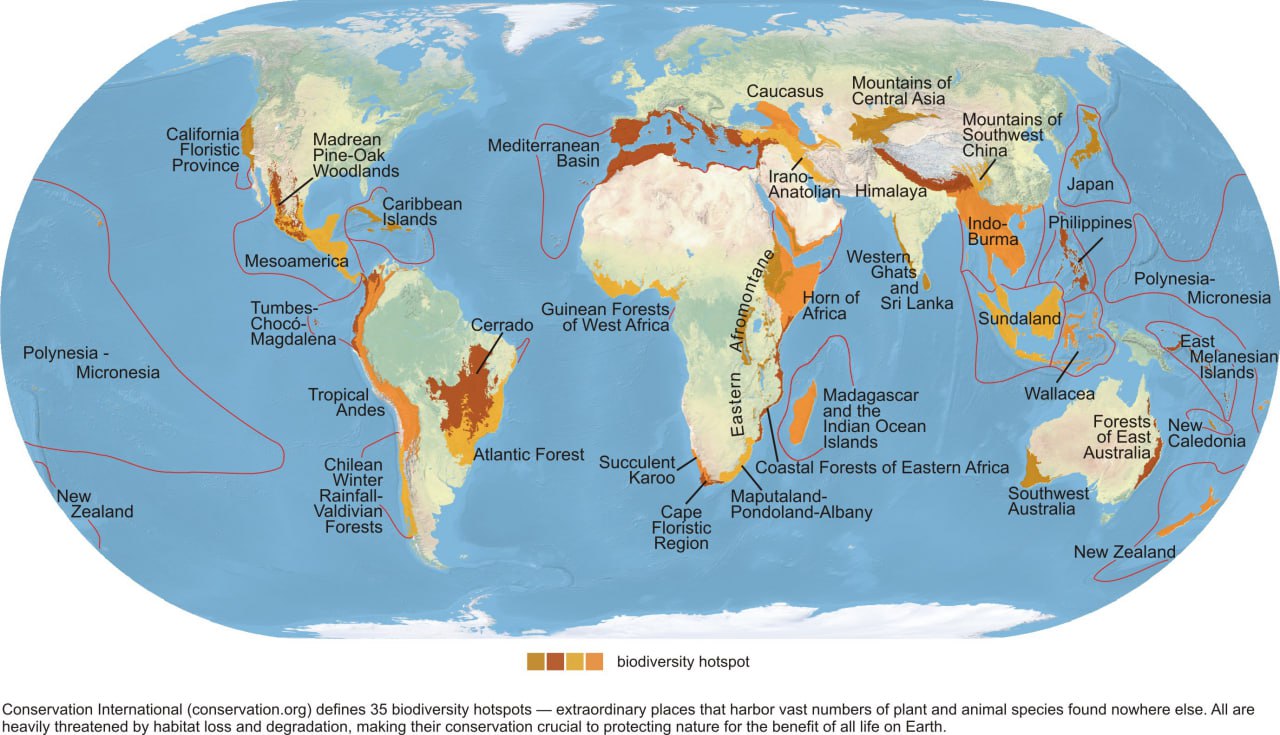 Caucasus
Mountains of
Central Asia
California
Floristic
Province
Madrean
Pine-Oak
Woodlands
Mediterranean
Basin
Mountains of
Southwest
China
Irano-
Anatolian
Himalaya
Japan
Caribbean
Islands
Mesoamerica
Indo-
Burma
Philippines
Western
Ghats
and
Sri Lanka
Polynesia-
Micronesia
Tumbes-
Chocó-
Magdalena
Cerrado
Guinean Forests
of West Africa
Eastern Afromontane
Horn of
Africa
Sundaland
East
Melanesian
Islands
Polynesia -
Micronesia
Tropical
Andes
Madagascar
and the
Indian Ocean
Islands
Wallacea
Forests
of East
Australia
New
Caledonia
Atlantic Forest
Chilean
Winter
Rainfall-
Valdivian
Forests
Succulent
Karoo
Coastal Forests of Eastern Africa
Cape
Floristic
Region
Maputaland-
Pondoland-Albany
Southwest
Australia
New
Zealand
New Zealand
biodiversity hotspot
Conservation International (conservation.org) defines 35 biodiversity hotspots — extraordinary places that harbor vast numbers of plant and animal species found nowhere else. All are
heavily threatened by habitat loss and degradation, making their conservation crucial to protecting nature for the benefit of all life on Earth.